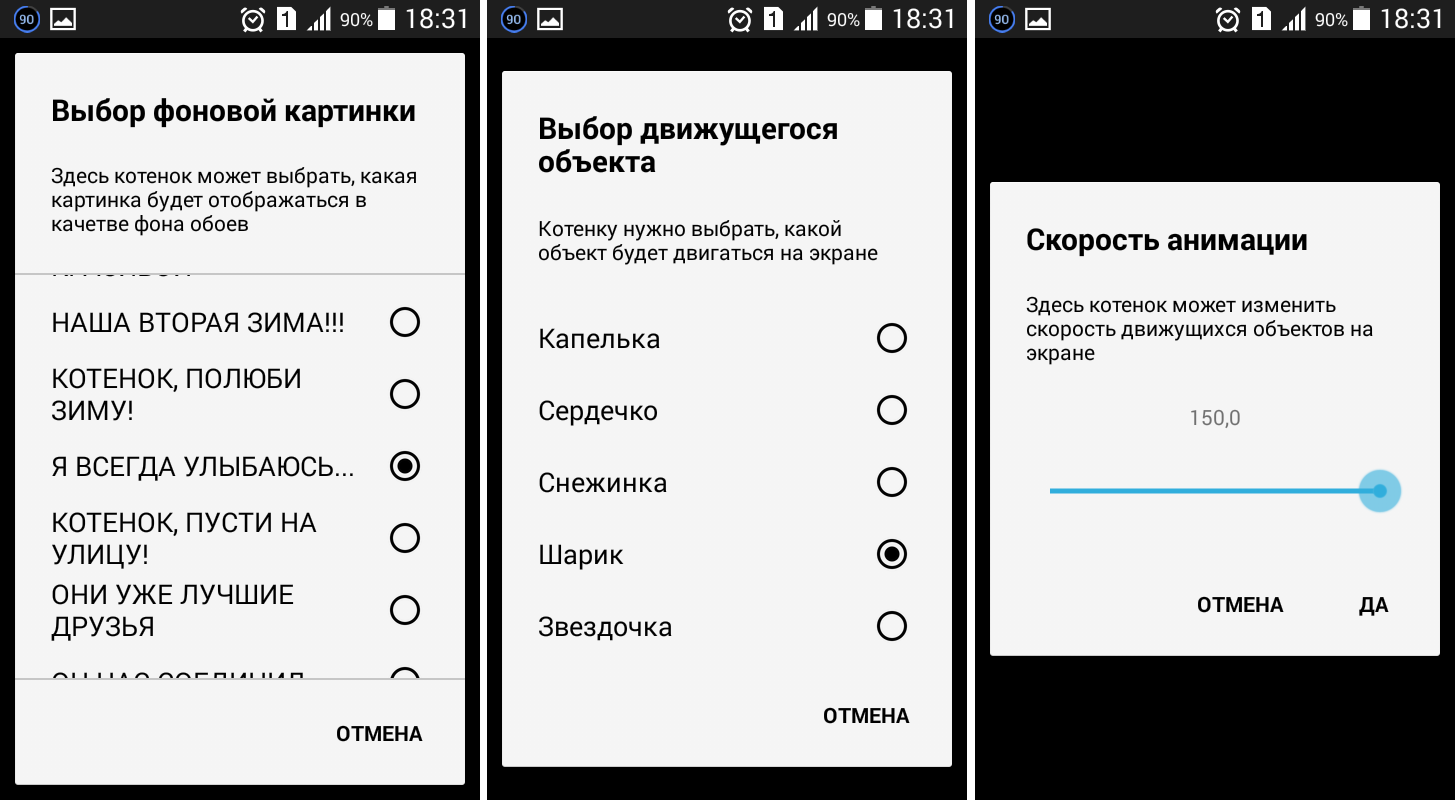 90
1
90%
18:31
Выбор фоновой картинки
Здесь котенок может выбрать, какая
картинка будет отображаться в
качетве фона обоев
НАША ВТОРАЯ ЗИМА!!!
КОТЕНОК, ПОЛЮБИ
ЗИМУ!
Я ВСЕГДА УЛЫБАЮСЬ...
КОТЕНОК, ПУСТИ НА
УЛИЦУ!
ОНИ УЖЕ ЛУЧШИЕ
ДРУЗЬЯ
ОН НАС СОЕДИНИЛ
ОТМЕНА
90
1
90%
18:31
Выбор движущегося
объекта
Котенку нужно выбрать, какой
объект будет двигаться на экране
Капелька
Сердечко
Снежинка
Шарик
Звездочка
ОТМЕНА
90
1
90%
18:31
Скорость анимации
Здесь котенок может изменить
скорость движущихся объектов на
экране
150,0
ОТМЕНА ДА